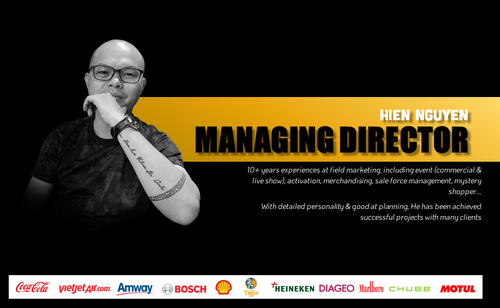 HIEN NGUYEN
MANAGING DIRECTOR
10+ years experiences at field marketing, including event (commercial &
live show), activation, merchandising, sale force management, mystery
shopper...
With detailed personality & good at planning, He has been achieved
successful projects with many clients
Coca-Cola vietjetAir.com Amway BOSCH Tiger HEINEKEN DIAGEO Marlboro CHUBB MOTUL